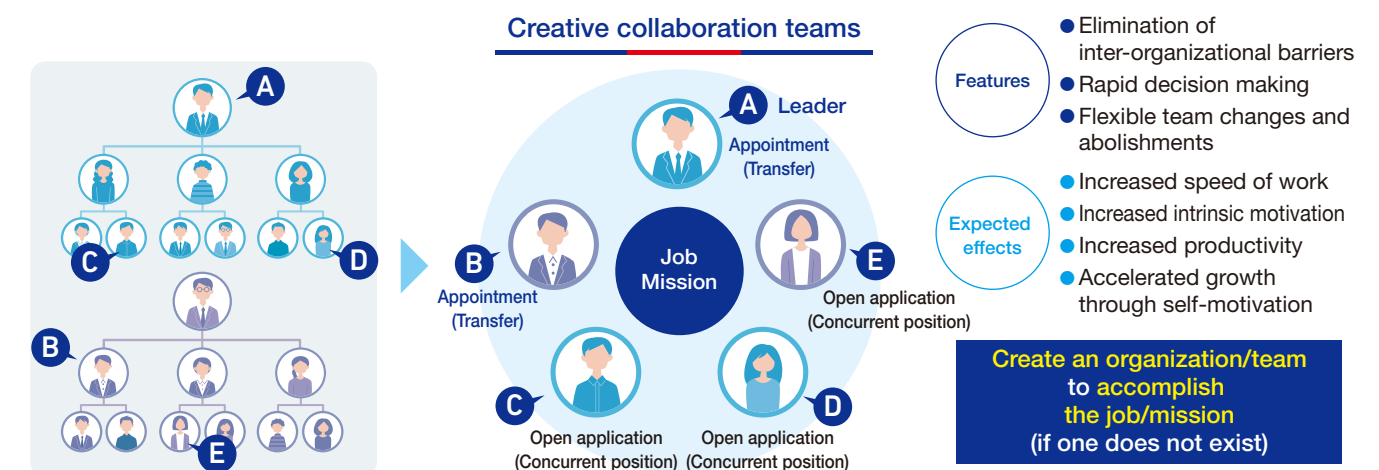 Creative collaboration teams
A
C
D
B
E
A
Leader
Appointment
(Transfer)
B
Appointment
(Transfer)
Job
Mission
E
Open application
(Concurrent position)
C
Open application
(Concurrent position)
D
Open application
(Concurrent position)
Features
● Elimination of
inter-organizational barriers
● Rapid decision making
● Flexible team changes and
abolishments
Expected
effects
● Increased speed of work
● Increased intrinsic motivation
● Increased productivity
● Accelerated growth
through self-motivation
Create an organization/team
to accomplish
the job/mission
(if one does not exist)